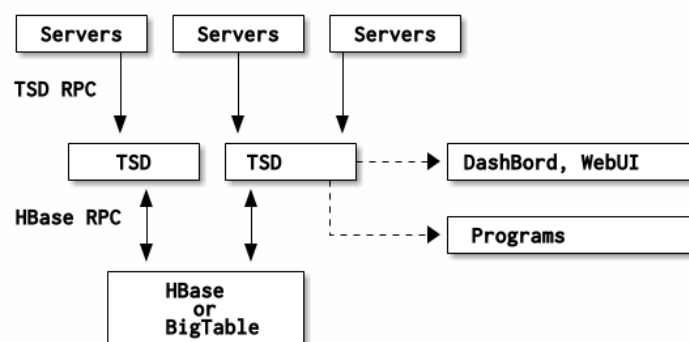 Servers
Servers
Servers
TSD RPC
TSD
TSD
DashBord, WebUI
HBase RPC
Programs
HBase
or
BigTable